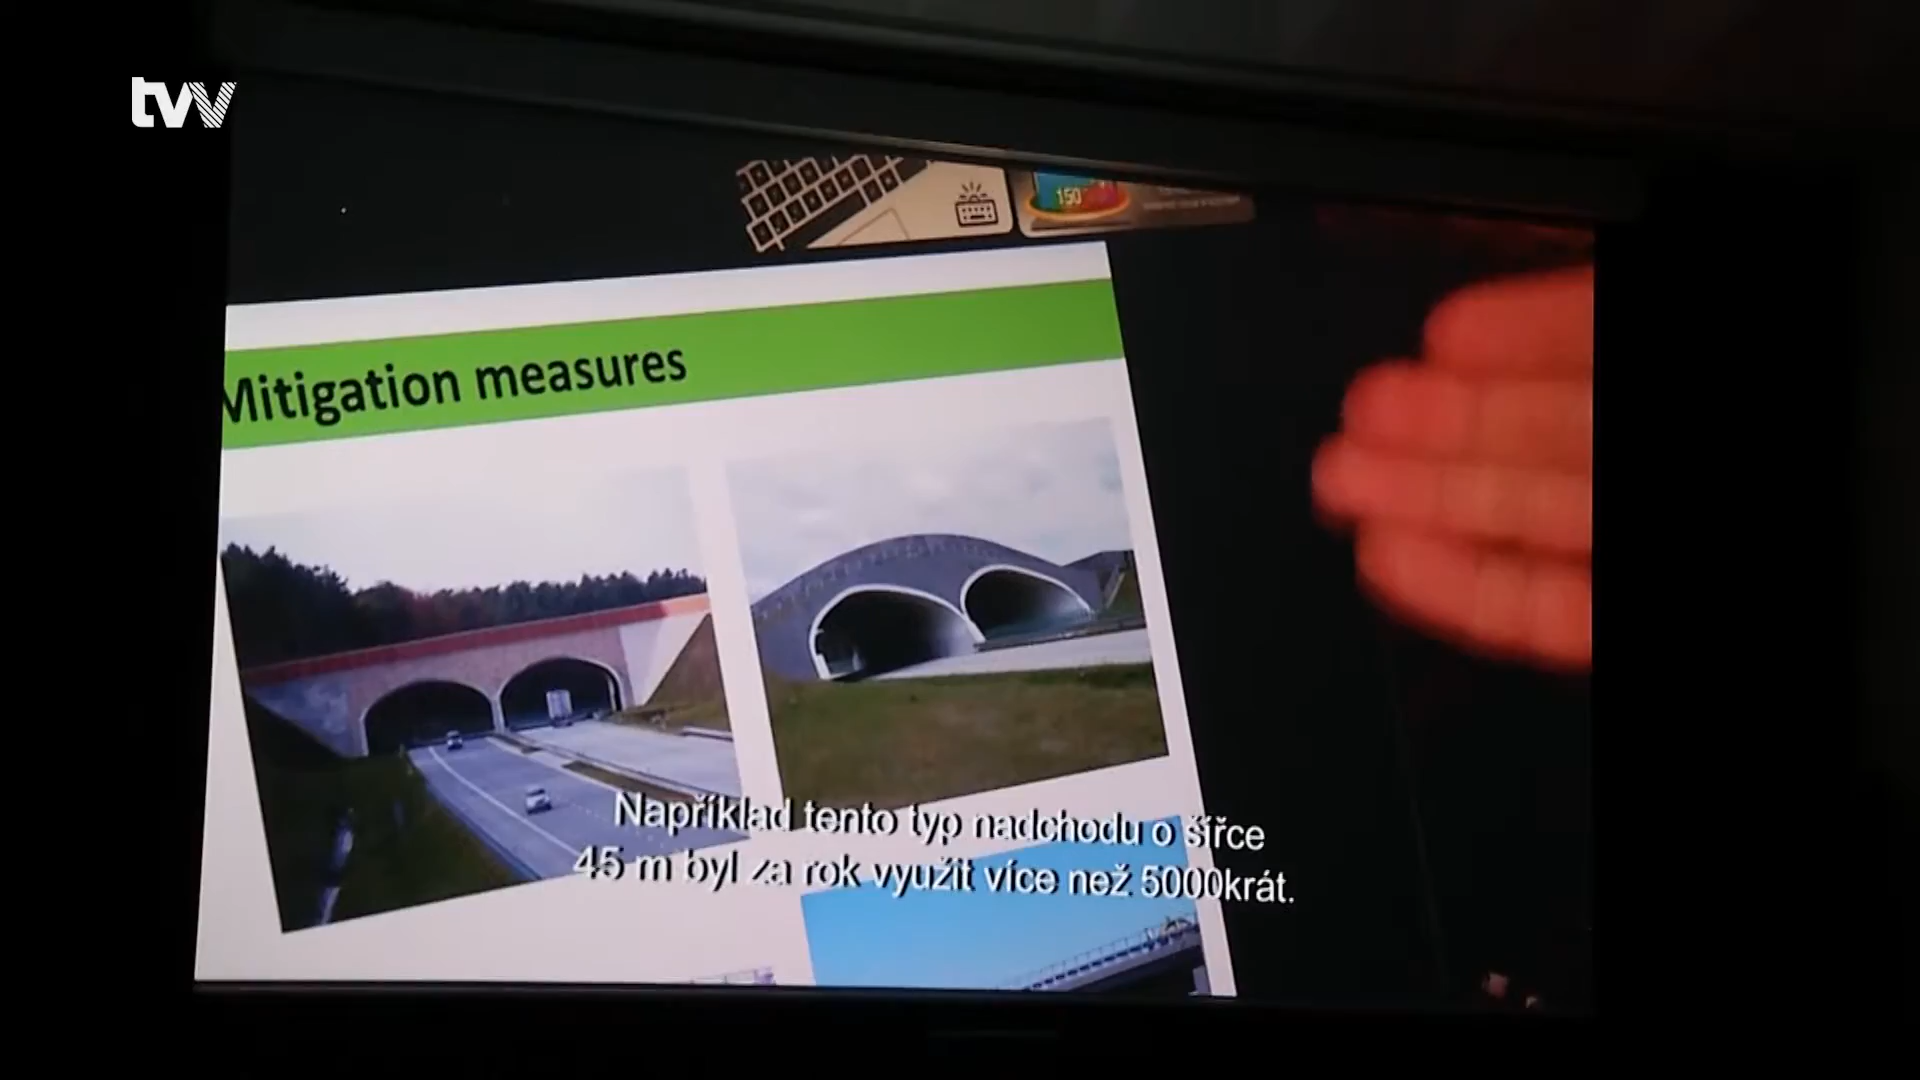 tvv
150
Mitigation measures
Například tento typ nadchodu o šířce
45 m byl za rok využit více než 5000krát.